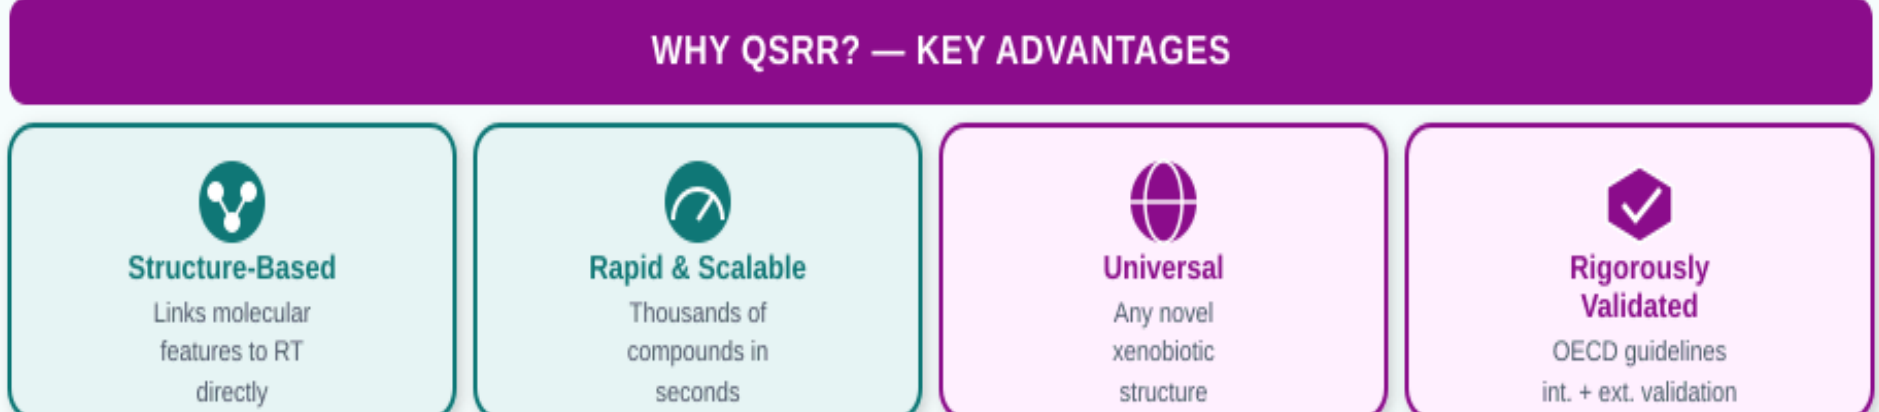 WHY QSRR? — KEY ADVANTAGES
Structure-Based
Links molecular
features to RT
directly
Rapid & Scalable
Thousands of
compounds in
seconds
Universal
Any novel
xenobiotic
structure
Rigorously
Validated
OECD guidelines
int. + ext. validation